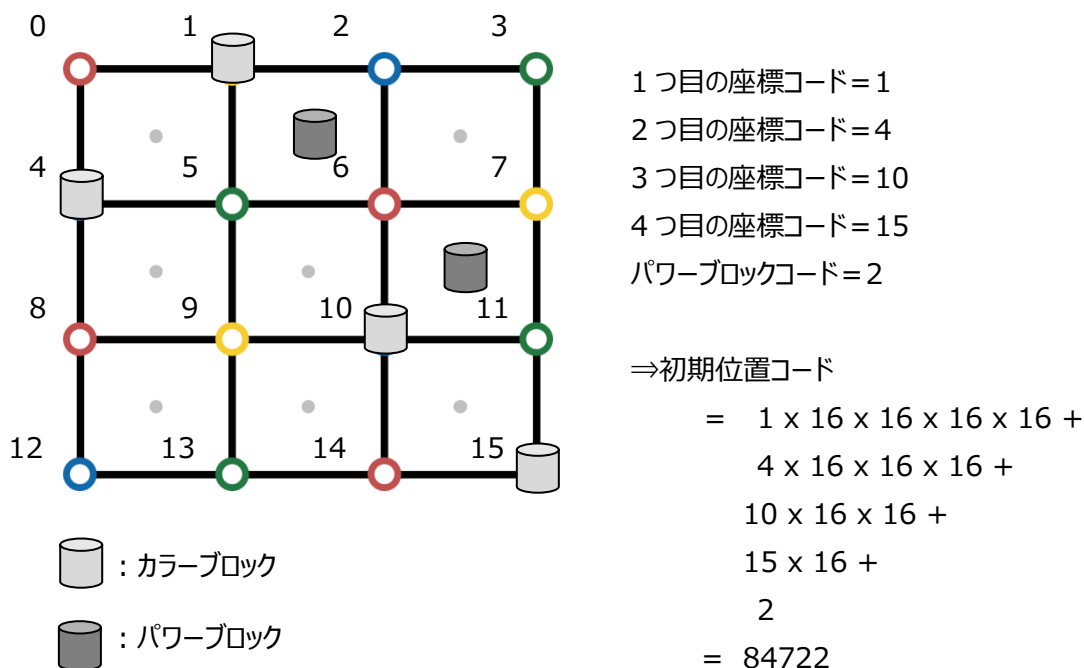 0 1 2 3
4 5 6 7
8 9 10 11
12 13 14 15
:カラーブロック
:パワーブロック
1つ目の座標コード=1
2つ目の座標コード=4
3つ目の座標コード=10
4つ目の座標コード=15
パワーブロックコード=2
⇒初期位置コード
= 1 x 16 x 16 x 16 x 16 +
4 x 16 x 16 x 16 +
10 x 16 x 16 +
15 x 16 +
2
= 84722